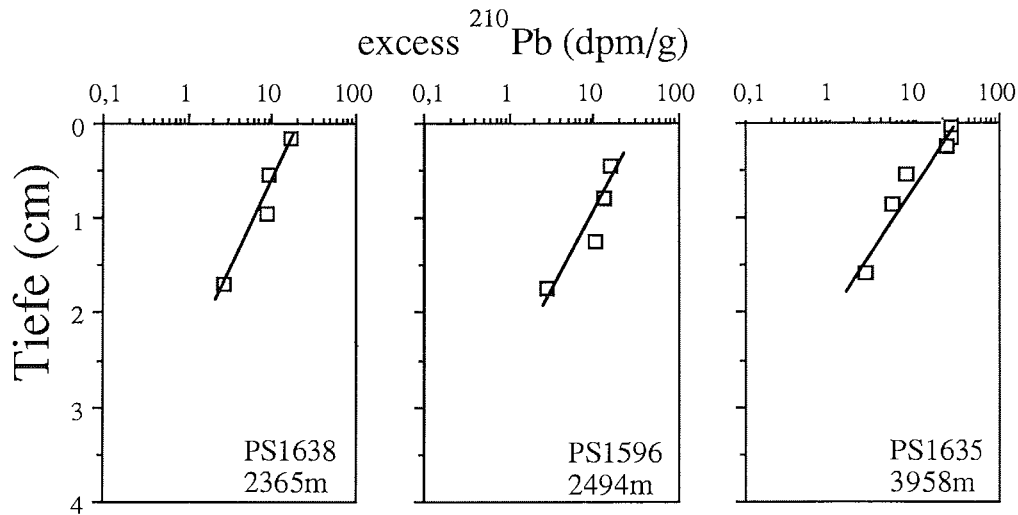 excess ²¹⁰Pb (dpm/g)
0,1 1 10 100 0,1 1 10 100 0,1 1 10 100
Tiefe (cm)
0
1
2
3
4
PS1638
2365m
PS1596
2494m
PS1635
3958m